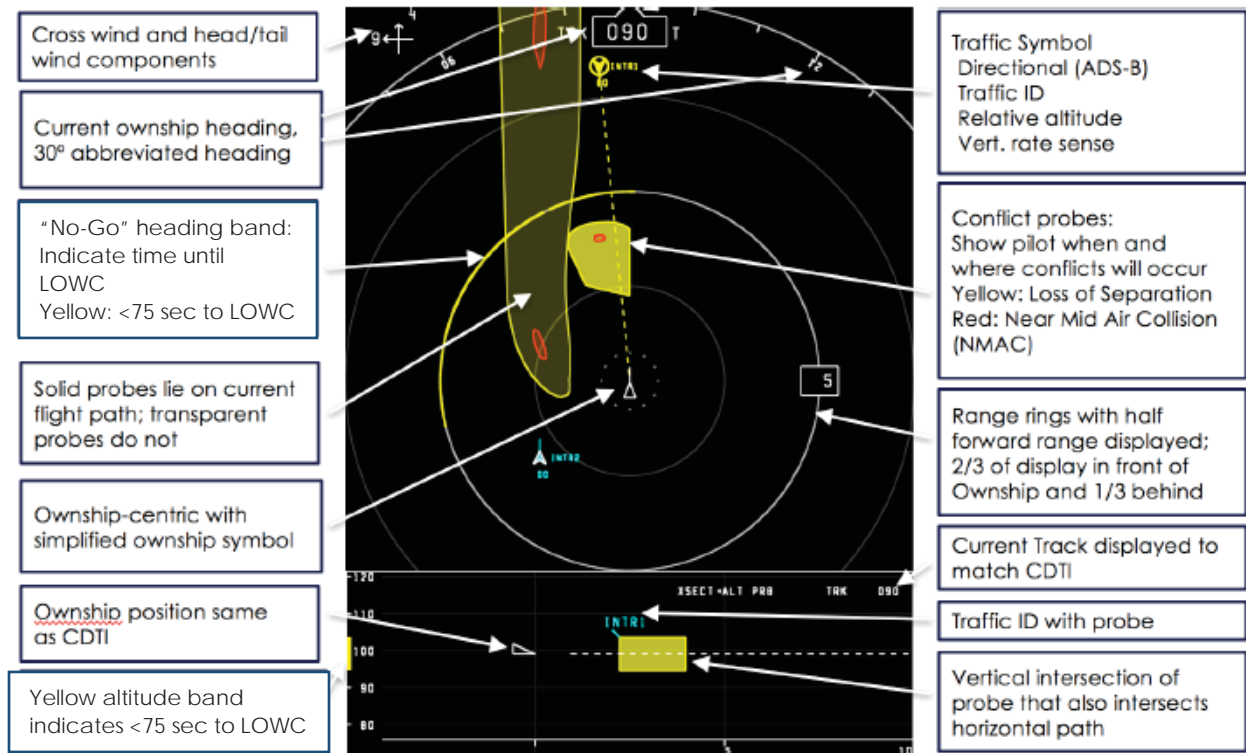 Cross wind and head/tail
wind components
Current ownship heading,
30º abbreviated heading
"No-Go" heading band:
Indicate time until
LOWC
Yellow: <75 sec to LOWC
Solid probes lie on current
flight path; transparent
probes do not
Ownship-centric with
simplified ownship symbol
Ownship position same
as CDTI
Yellow altitude band
indicates <75 sec to LOWC
4
9
090
T
06
12
INTR1
00
5
INTR2
00
120
110
100
90
80
XSECT+ALT PRB TRK 090
INTR1
5
10
Traffic Symbol
Directional (ADS-B)
Traffic ID
Relative altitude
Vert. rate sense
Conflict probes:
Show pilot when and
where conflicts will occur
Yellow: Loss of Separation
Red: Near Mid Air Collision
(NMAC)
Range rings with half
forward range displayed;
2/3 of display in front of
Ownship and 1/3 behind
Current Track displayed to
match CDTI
Traffic ID with probe
Vertical intersection of
probe that also intersects
horizontal path